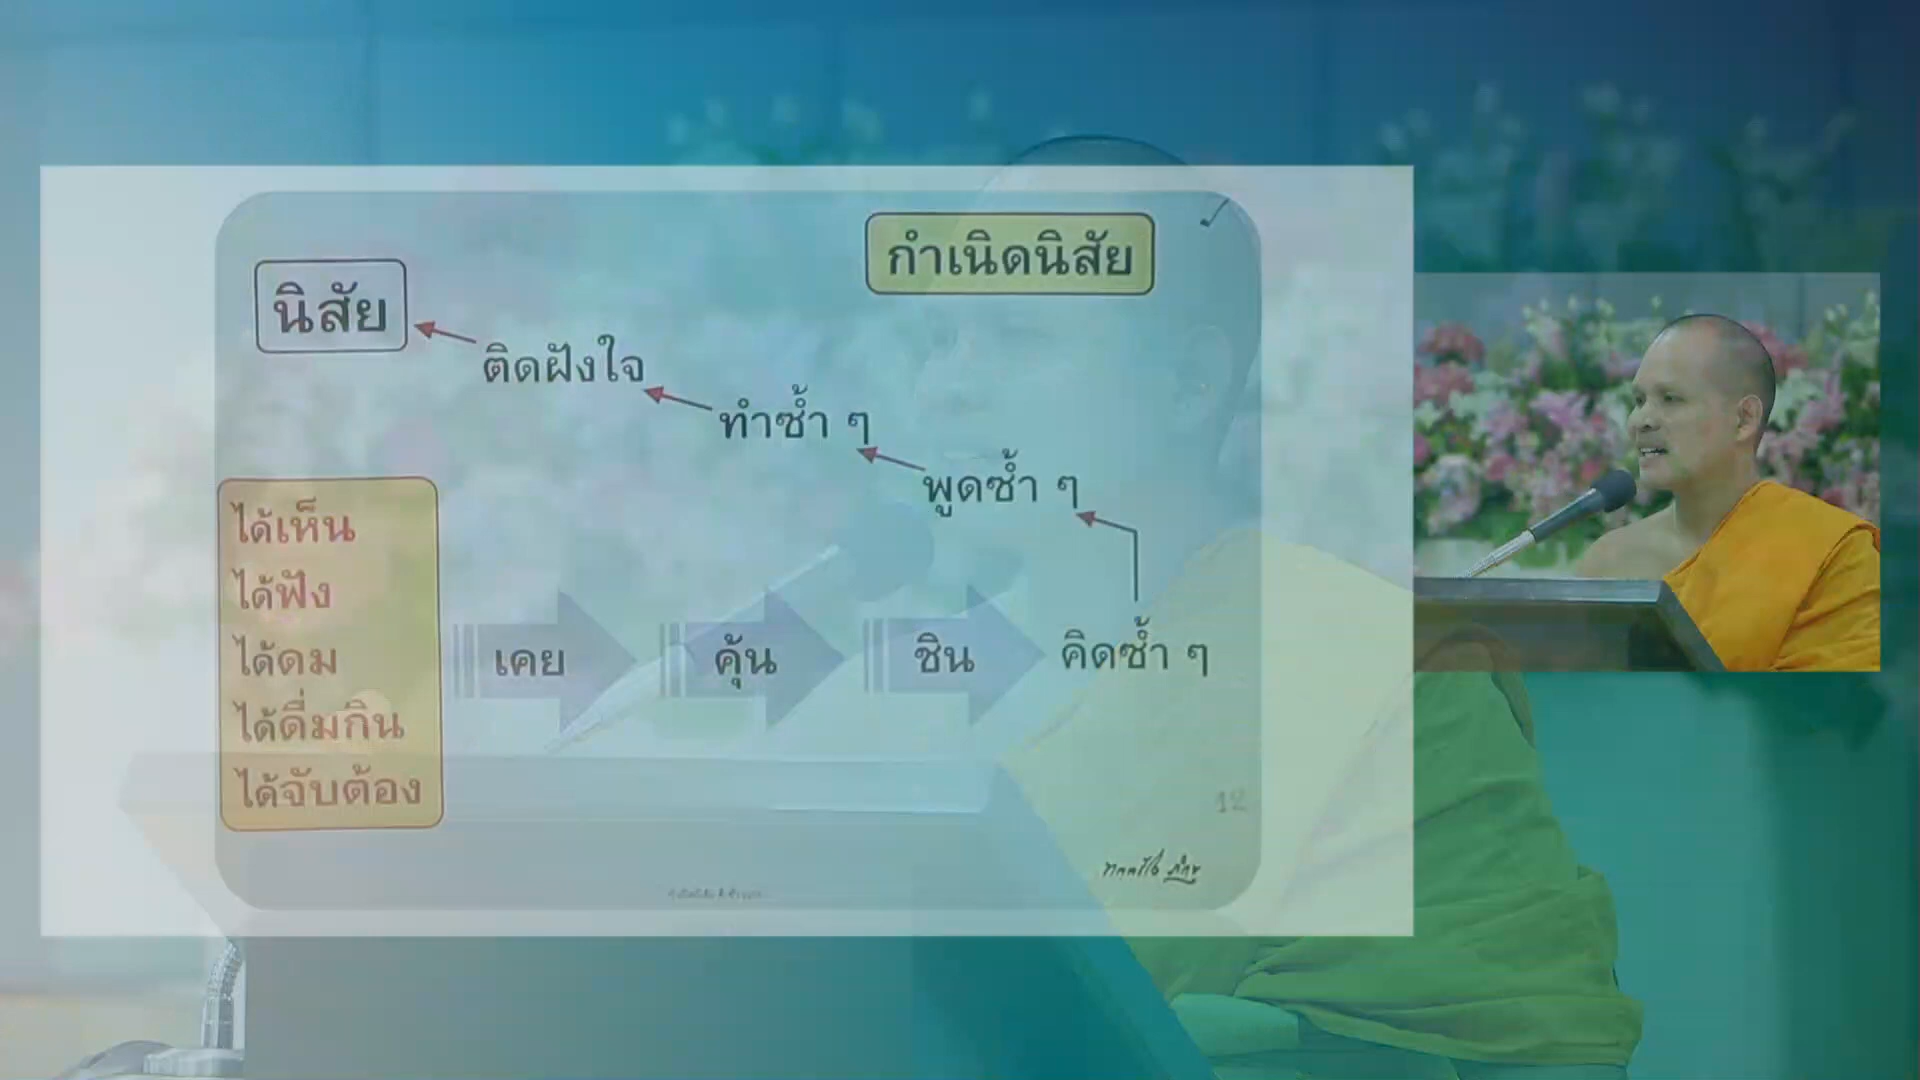 กำเนิดนิสัย
นิสัย
ติดฝังใจ
ทำซ้ำ ๆ
พูดซ้ำ ๆ
ได้เห็น
ได้ฟัง
ได้ดม
ได้ดื่มกิน
ได้จับต้อง
เคย
คุ้น
ชิน
คิดซ้ำ ๆ
12